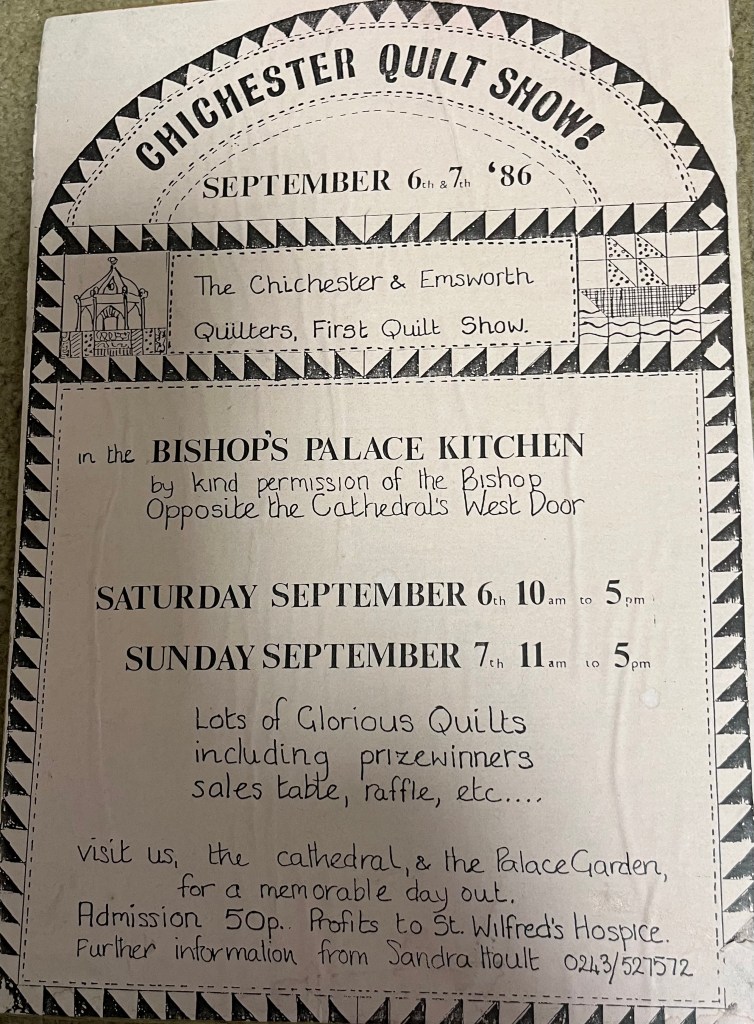 CHICHESTER QUILT SHOW!
SEPTEMBER 6th & 7th '86
The Chichester & Emsworth
Quilters, First Quilt Show.
in the BISHOP'S PALACE KITCHEN
by kind permission of the Bishop
Opposite the Cathedral's West Door
SATURDAY SEPTEMBER 6th 10am to 5pm
SUNDAY SEPTEMBER 7th 11am to 5pm
Lots of Glorious Quilts
including prizewinners
sales table, raffle, etc....
visit us, the cathedral, & the Palace Garden,
for a memorable day out.
Admission 50p. Profits to St. Wilfred's Hospice.
Further information from Sandra Hoult 0243/527572